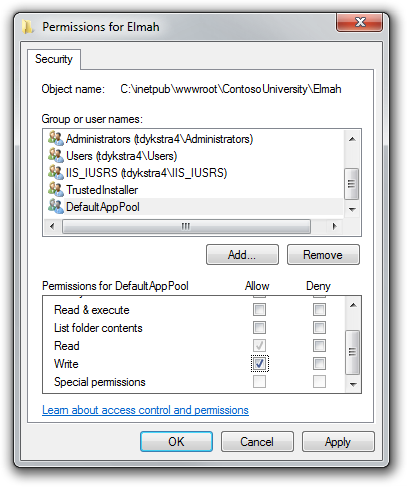 Permissions for Elmah
Security
Object name: C:\inetpub\wwwroot\ContosoUniversity\Elmah
Group or user names:
Administrators (tdykstra4\Administrators)
Users (tdykstra4\Users)
IIS_IUSRS (tdykstra4\IIS_IUSRS)
TrustedInstaller
DefaultAppPool
Add... Remove
Permissions for DefaultAppPool Allow Deny
Read & execute
List folder contents
Read
Write
Special permissions
Learn about access control and permissions
OK Cancel Apply